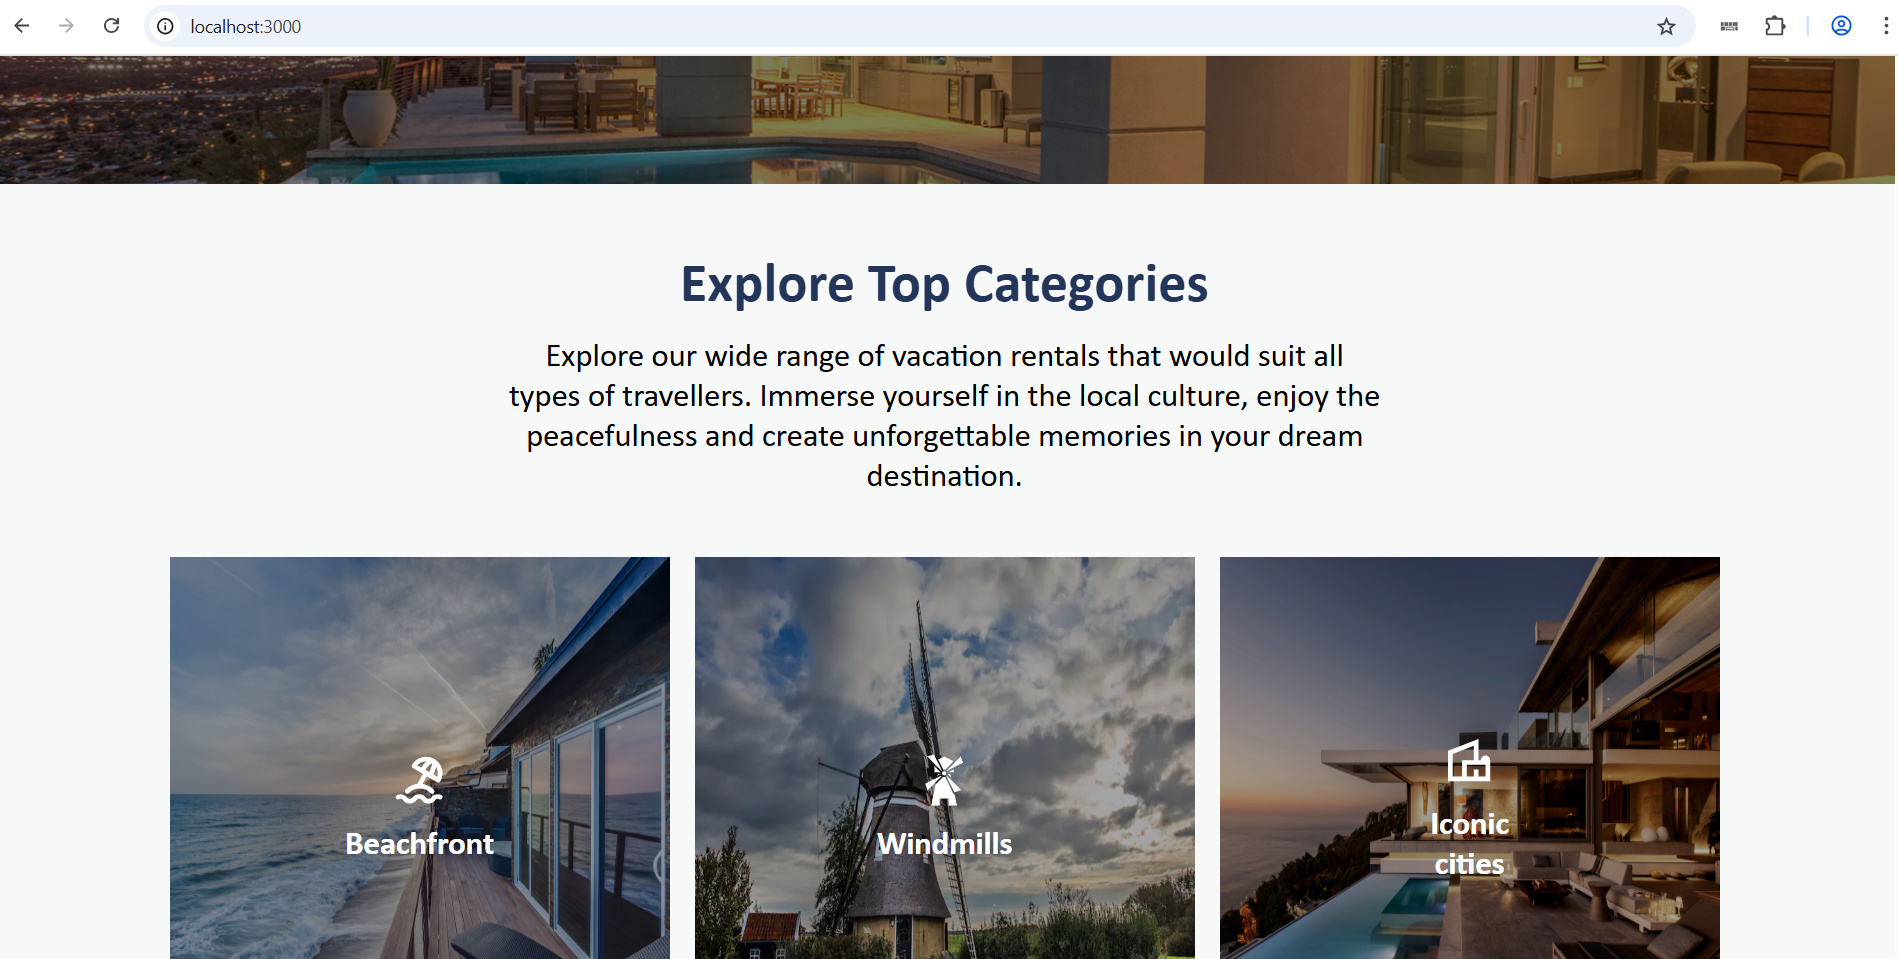 localhost:3000
Explore Top Categories
Explore our wide range of vacation rentals that would suit all
types of travellers. Immerse yourself in the local culture, enjoy the
peacefulness and create unforgettable memories in your dream
destination.
Beachfront
Windmills
Iconic
cities